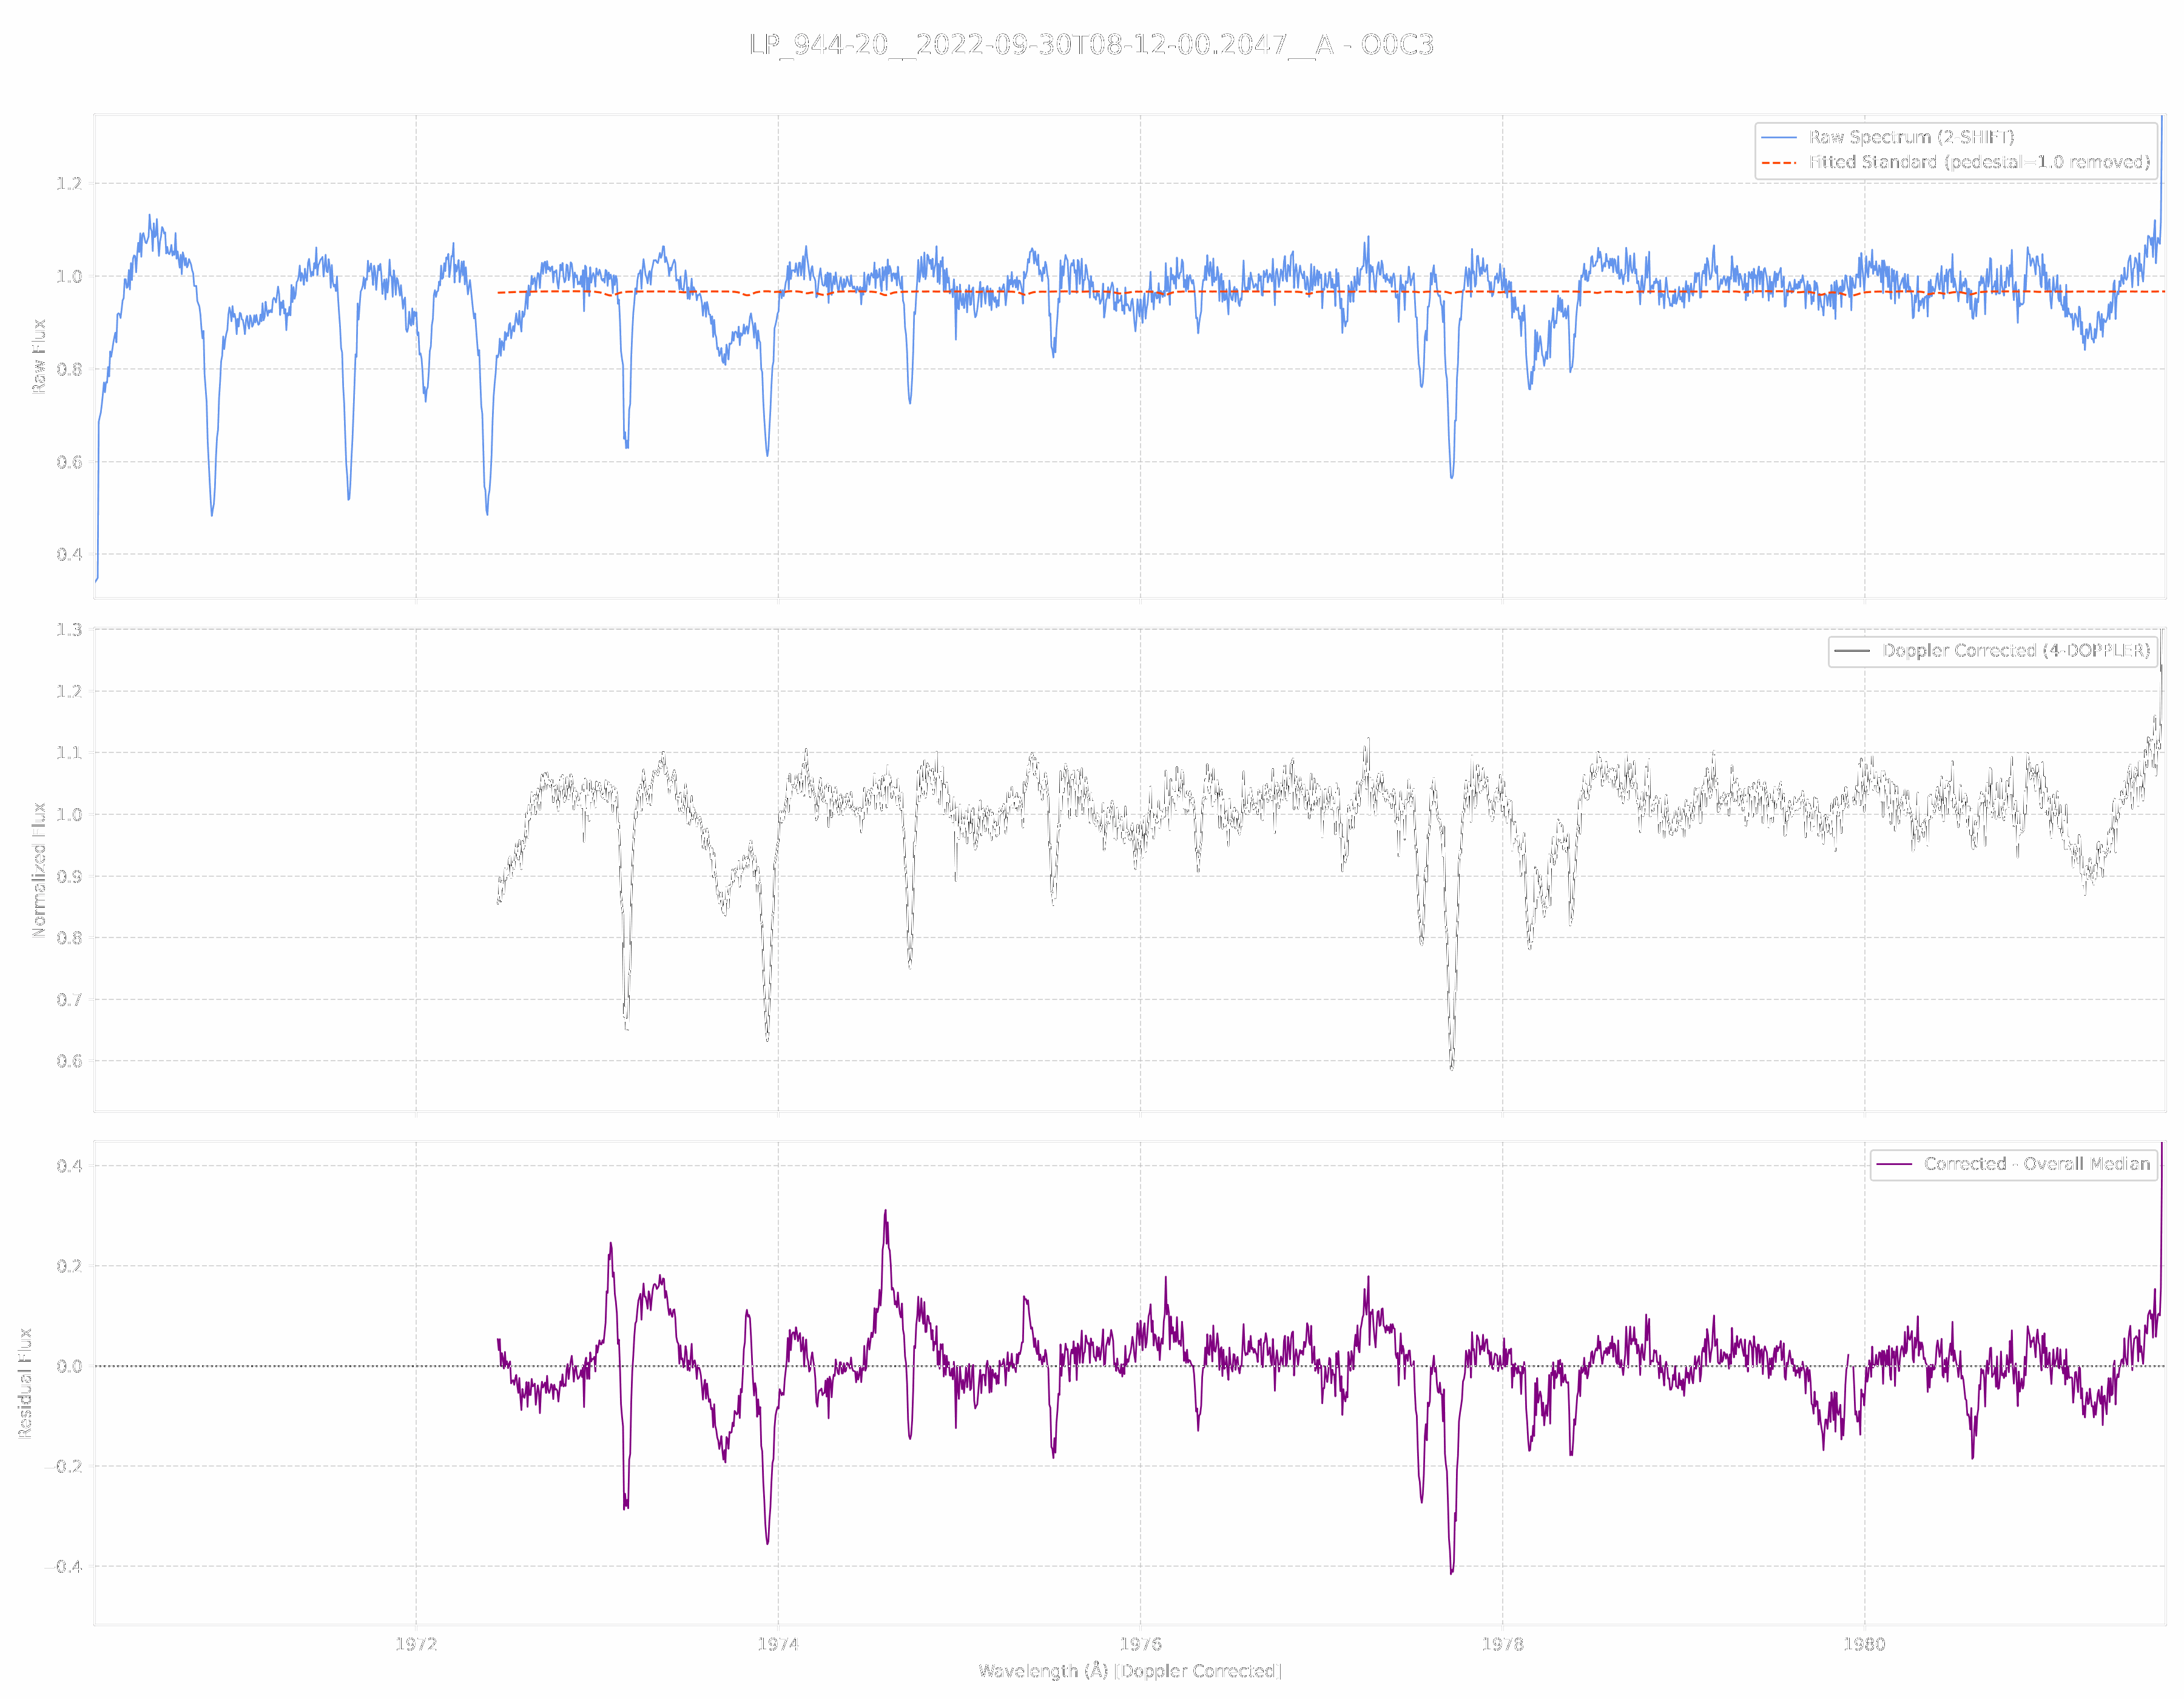 LP_944-20__2022-09-30T08-12-00.2047__A - O0C3
Raw Spectrum (2-SHIFT)
Fitted Standard (pedestal=1.0 removed)
1.2
1.0
0.8
0.6
0.4
Raw Flux
Doppler Corrected (4-DOPPLER)
1.3
1.2
1.1
1.0
0.9
0.8
0.7
0.6
Normalized Flux
Corrected - Overall Median
0.4
0.2
0.0
−0.2
−0.4
Residual Flux
1972 1974 1976 1978 1980
Wavelength (Å) [Doppler Corrected]